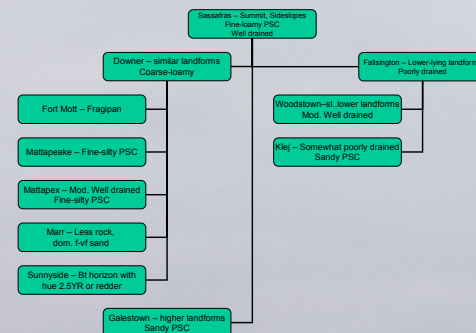 Sassafras – Summit, Sideslopes
Fine-loamy PSC
Well drained
Downer – similar landforms
Coarse-loamy
Fallsington – Lower-lying landform
Poorly drained
Fort Mott – Fragipan
Mattapeake – Fine-silty PSC
Mattapex – Mod. Well drained
Fine-silty PSC
Marr – Less rock,
dom. f-vf sand
Sunnyside – Bt horizon with
hue 2.5YR or redder
Woodstown–sl..lower landforms
Mod. Well drained
Klej – Somewhat poorly drained
Sandy PSC
Galestown – higher landforms
Sandy PSC